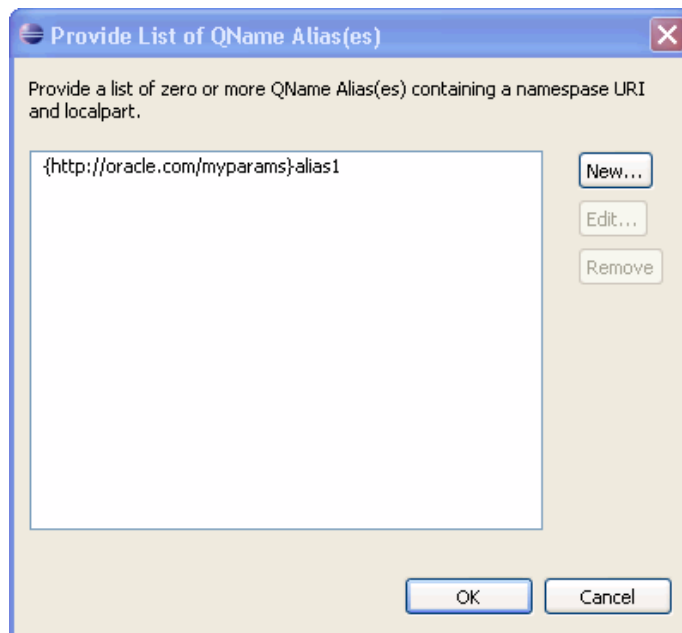 Provide List of QName Alias(es)
Provide a list of zero or more QName Alias(es) containing a namespase URI
and localpart.
{http://oracle.com/myparams}alias1
New...
Edit...
Remove
OK
Cancel